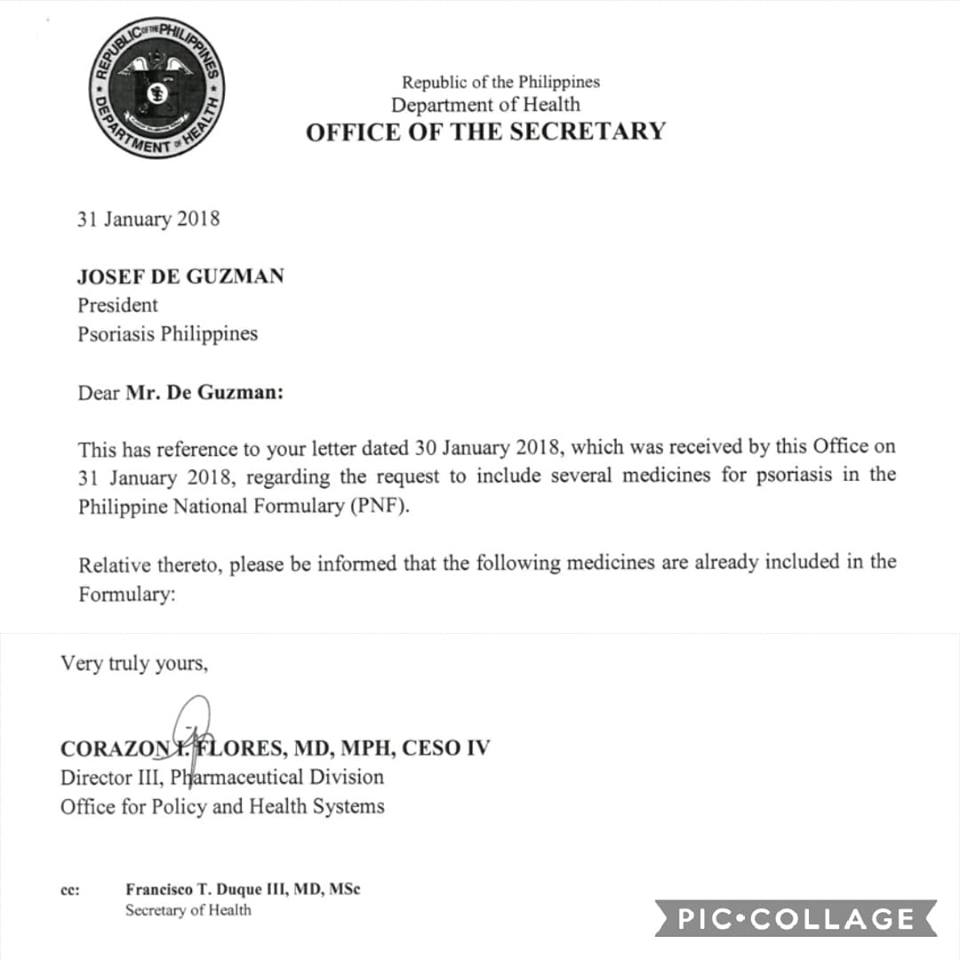 REPUBLIC OF THE PHILIPPINES
DEPARTMENT OF HEALTH
Republic of the Philippines
Department of Health
OFFICE OF THE SECRETARY
31 January 2018
JOSEF DE GUZMAN
President
Psoriasis Philippines
Dear Mr. De Guzman:
This has reference to your letter dated 30 January 2018, which was received by this Office on
31 January 2018, regarding the request to include several medicines for psoriasis in the
Philippine National Formulary (PNF).
Relative thereto, please be informed that the following medicines are already included in the
Formulary:
Very truly yours,
CORAZON I. FLORES, MD, MPH, CESO IV
Director III, Pharmaceutical Division
Office for Policy and Health Systems
cc: Francisco T. Duque III, MD, MSc
Secretary of Health
PIC•COLLAGE